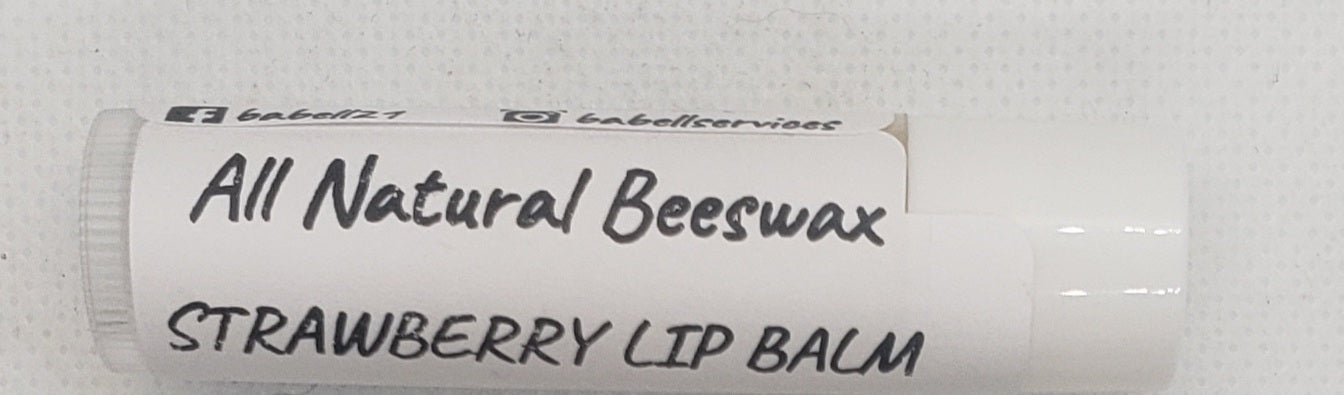 babell21 babellservices
All Natural Beeswax
STRAWBERRY LIP BALM